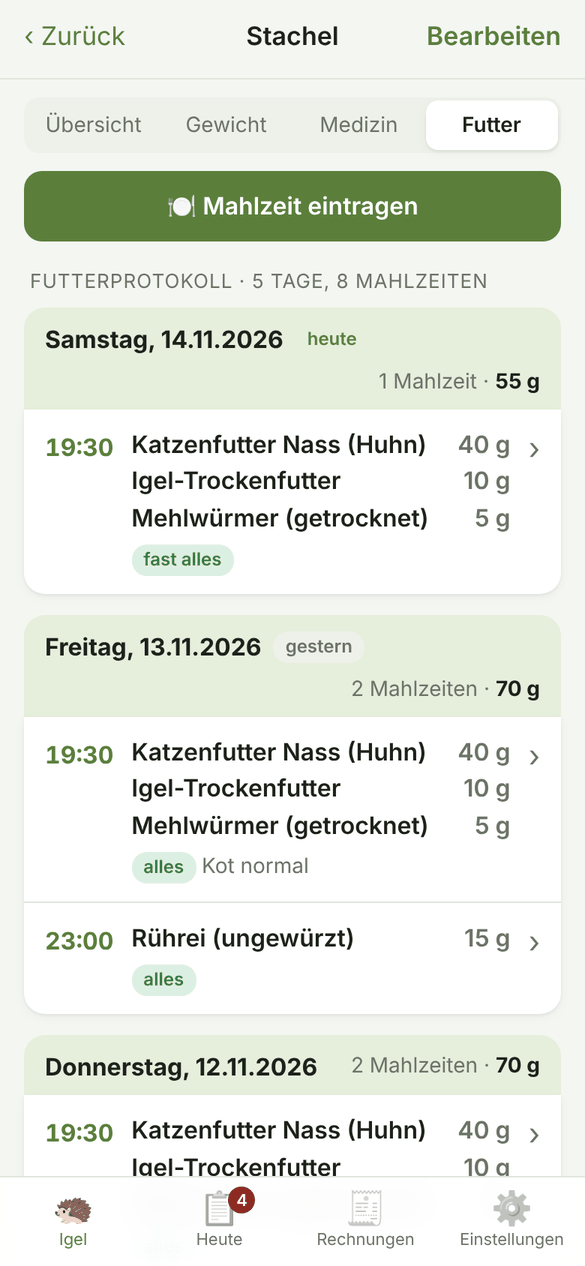 ‹ Zurück Stachel Bearbeiten
Übersicht Gewicht Medizin Futter
🍽️ Mahlzeit eintragen
FUTTERPROTOKOLL · 5 TAGE, 8 MAHLZEITEN
Samstag, 14.11.2026 heute
1 Mahlzeit · 55 g
19:30 Katzenfutter Nass (Huhn) 40 g ›
Igel-Trockenfutter 10 g
Mehlwürmer (getrocknet) 5 g
fast alles
Freitag, 13.11.2026 gestern
2 Mahlzeiten · 70 g
19:30 Katzenfutter Nass (Huhn) 40 g ›
Igel-Trockenfutter 10 g
Mehlwürmer (getrocknet) 5 g
alles Kot normal
23:00 Rührei (ungewürzt) 15 g ›
alles
Donnerstag, 12.11.2026 2 Mahlzeiten · 70 g
19:30 Katzenfutter Nass (Huhn) 40 g ›
Igel-Trockenfutter 10 g
4
Igel Heute Rechnungen Einstellungen